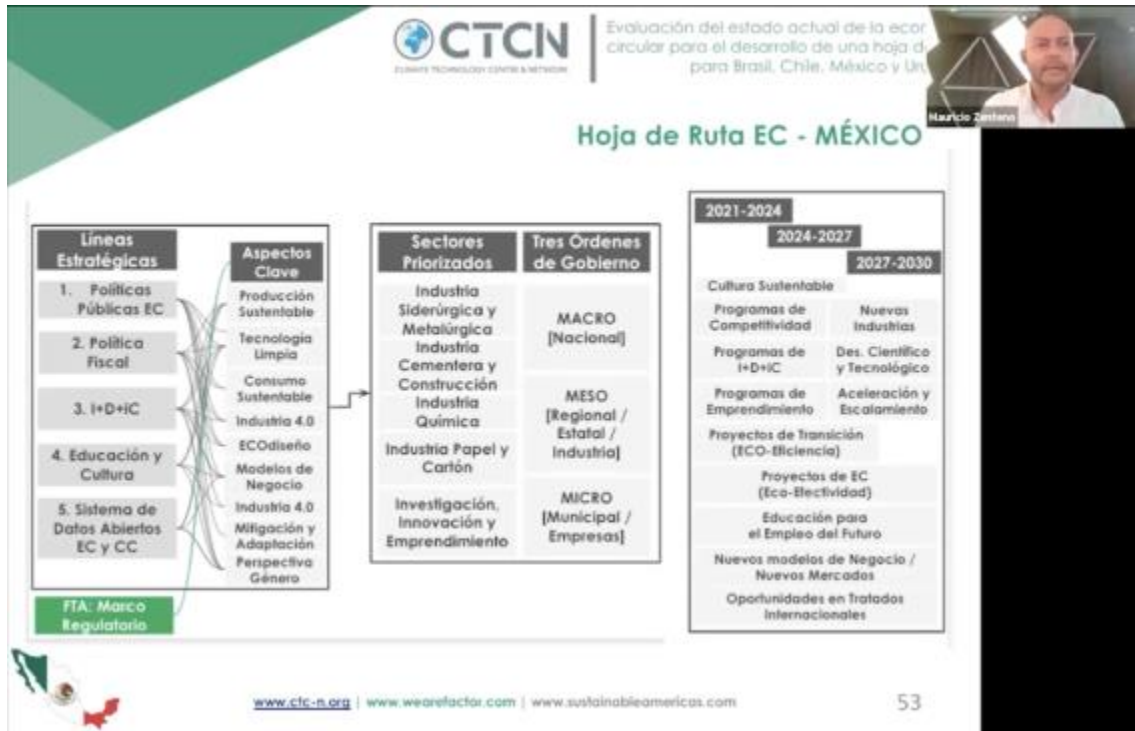 CTCN
CLIMATE TECHNOLOGY CENTRE & NETWORK
Evaluación del estado actual de la
circular para el desarrollo de una hoja
para Brasil, Chile, México y
Mauricio Zenteno
Hoja de Ruta EC - MÉXICO
Líneas
Estratégicas
1. Políticas
Públicas EC
2. Política
Fiscal
3. I+D+iC
4. Educación y
Cultura
5. Sistema de
Datos Abiertos
EC y CC
FTA: Marco
Regulatorio
Aspectos
Clave
Producción
Sustentable
Tecnología
Limpia
Consumo
Sustentable
Industria 4.0
ECOdiseño
Modelos de
Negocio
Industria 4.0
Mitigación y
Adaptación
Perspectiva
Género
Sectores
Priorizados
Industria
Siderúrgica y
Metalúrgica
Industria
Cementera y
Construcción
Industria
Química
Industria Papel y
Cartón
Investigación,
Innovación y
Emprendimiento
Tres Órdenes
de Gobierno
MACRO
[Nacional]
MESO
[Regional /
Estatal /
Industria]
MICRO
[Municipal /
Empresas]
2021-2024
2024-2027
2027-2030
Cultura Sustentable
Programas de
Competitividad
Nuevas
Industrias
Programas de
I+D+iC
Des. Científico
y Tecnológico
Programas de
Emprendimiento
Aceleración y
Escalamiento
Proyectos de Transición
(ECO-Eficiencia)
Proyectos de EC
(Eco-Efectividad)
Educación para
el Empleo del Futuro
Nuevos modelos de Negocio /
Nuevos Mercados
Oportunidades en Tratados
Internacionales
www.ctc-n.org | www.wearefactor.com | www.sustainableamericas.com
53